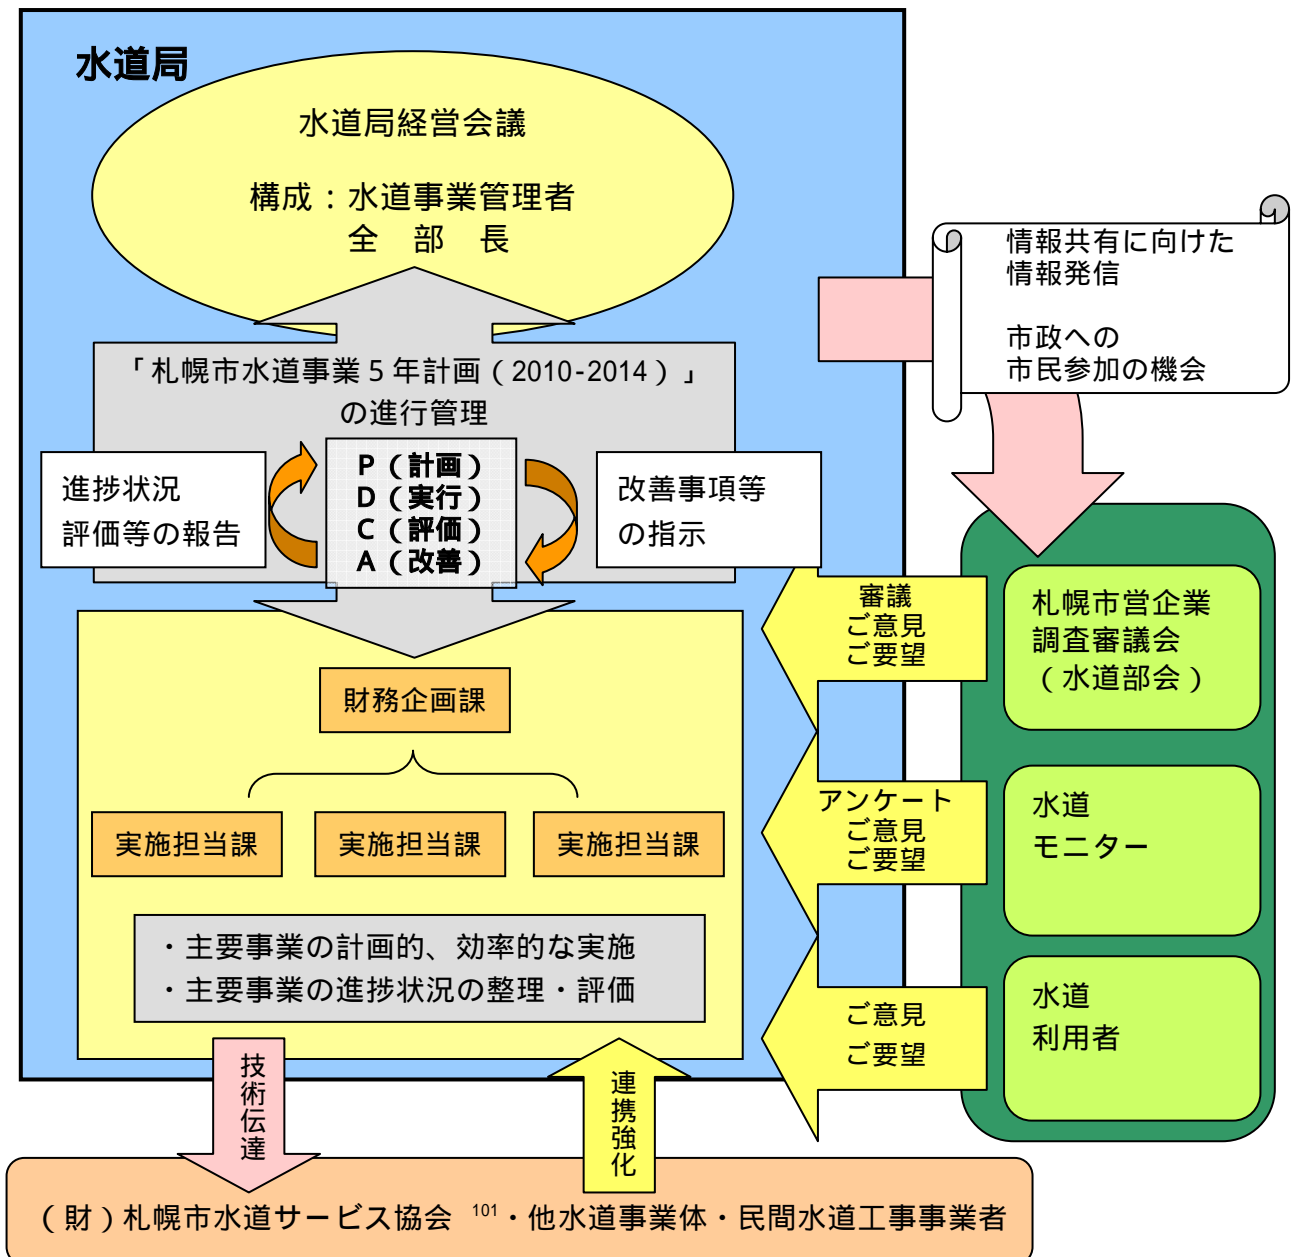 水道局
水道局経営会議
構成：水道事業管理者
全　部　長
「札幌市水道事業５年計画（2010-2014）」
の進行管理
進捗状況
評価等の報告
P（計画）
D（実行）
C（評価）
A（改善）
改善事項等
の指示
財務企画課
実施担当課
実施担当課
実施担当課
・主要事業の計画的、効率的な実施
・主要事業の進捗状況の整理・評価
情報共有に向けた
情報発信
市政への
市民参加の機会
審議
ご意見
ご要望
札幌市営企業
調査審議会
（水道部会）
アンケート
ご意見
ご要望
水道
モニター
ご意見
ご要望
水道
利用者
技術伝達
連携強化
（財）札幌市水道サービス協会 101・他水道事業体・民間水道工事事業者